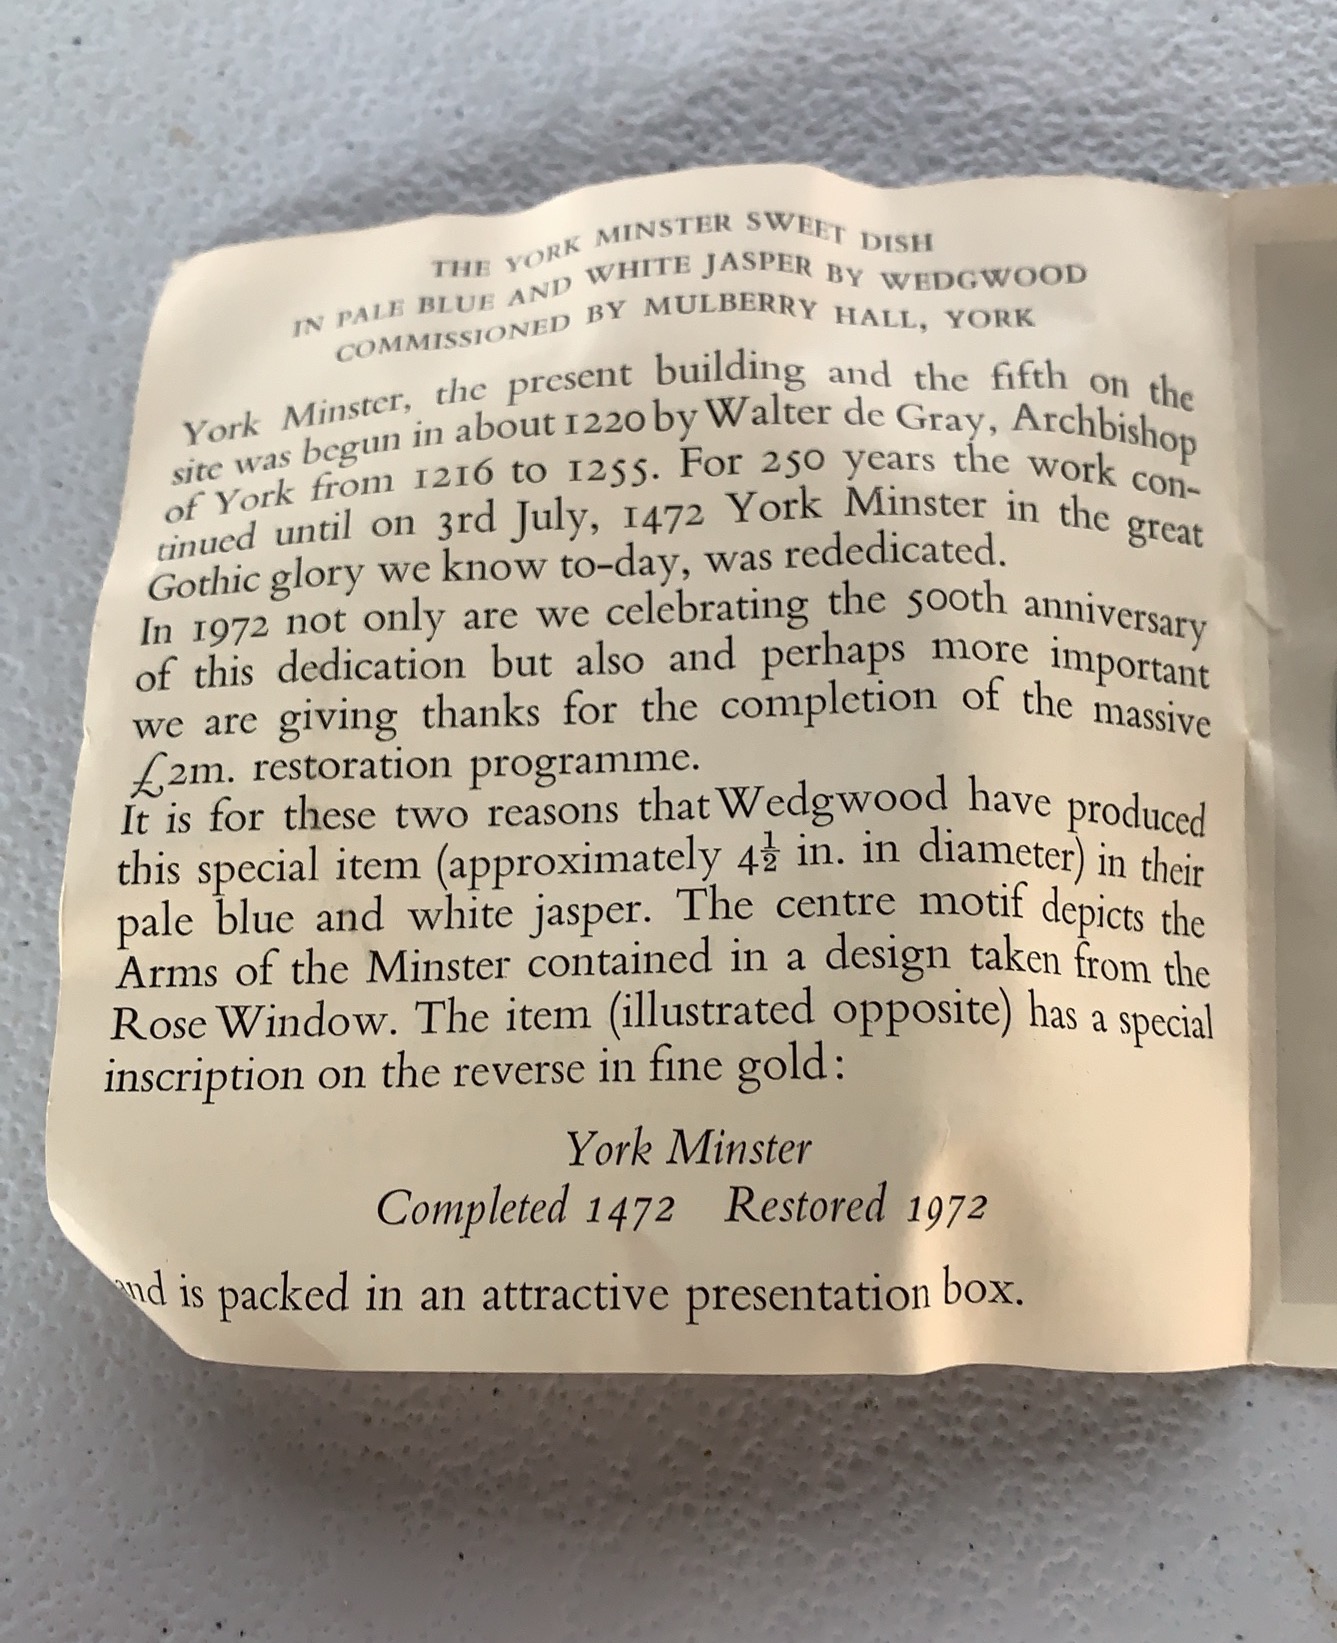 THE YORK MINSTER SWEET DISH
IN PALE BLUE AND WHITE JASPER BY WEDGWOOD
COMMISSIONED BY MULBERRY HALL, YORK
York Minster, the present building and the fifth on the
site was begun in about 1220 by Walter de Gray, Archbishop
of York from 1216 to 1255. For 250 years the work con-
tinued until on 3rd July, 1472 York Minster in the great
Gothic glory we know to-day, was rededicated.
In 1972 not only are we celebrating the 500th anniversary
of this dedication but also and perhaps more important
we are giving thanks for the completion of the massive
£2m. restoration programme.
It is for these two reasons that Wedgwood have produced
this special item (approximately 4½ in. in diameter) in their
pale blue and white jasper. The centre motif depicts the
Arms of the Minster contained in a design taken from the
Rose Window. The item (illustrated opposite) has a special
inscription on the reverse in fine gold:
York Minster
Completed 1472 Restored 1972
and is packed in an attractive presentation box.